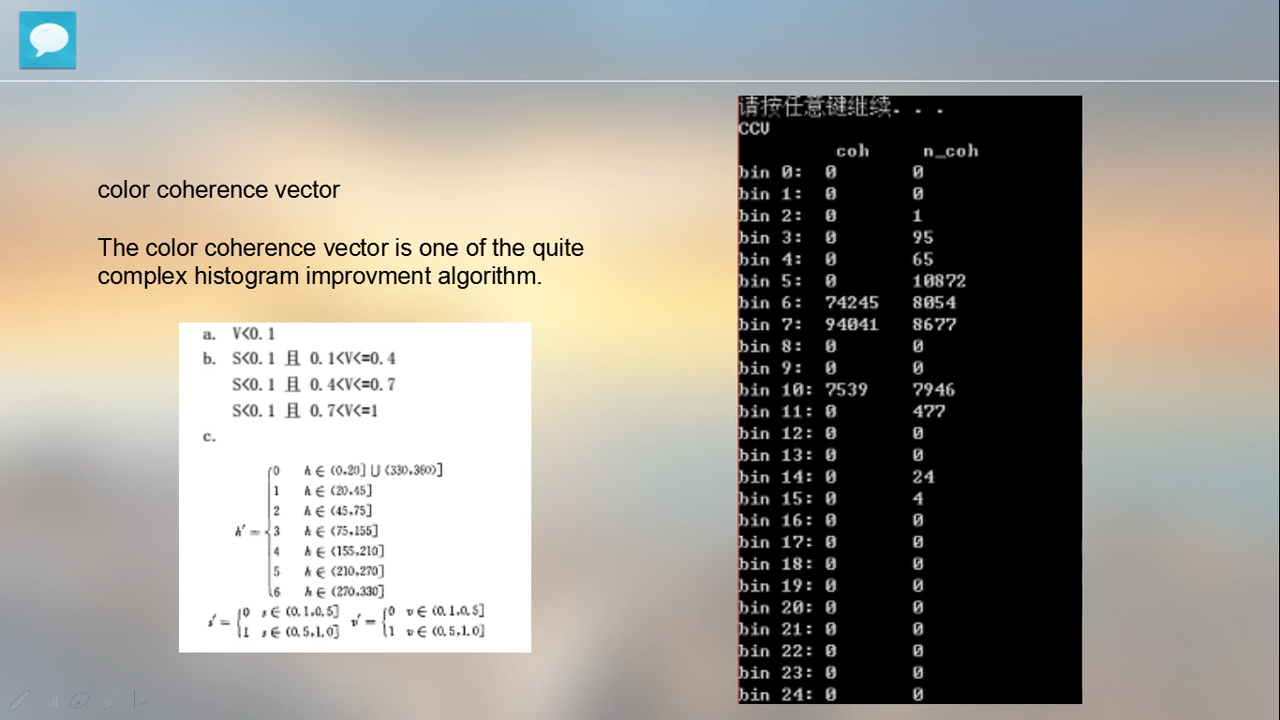 color coherence vector
The color coherence vector is one of the quite
complex histogram improvment algorithm.
a. V<0.1
b. S<0.1 且 0.1<V<=0.4
S<0.1 且 0.4<V<=0.7
S<0.1 且 0.7<V<=1
c.
h′ = {0 h ∈ (0,20] ∪ (330,360)]
1 h ∈ (20,45]
2 h ∈ (45,75]
3 h ∈ (75,155]
4 h ∈ (155,210]
5 h ∈ (210,270]
6 h ∈ (270,330]
s′ = {0 s ∈ (0.1,0.5] v′ = {0 v ∈ (0.1,0.5]
1 s ∈ (0.5,1.0] 1 v ∈ (0.5,1.0]
请按任意键继续. . .
CCV
coh n_coh
bin 0: 0 0
bin 1: 0 0
bin 2: 0 1
bin 3: 0 95
bin 4: 0 65
bin 5: 0 10872
bin 6: 74245 8054
bin 7: 94041 8677
bin 8: 0 0
bin 9: 0 0
bin 10: 7539 7946
bin 11: 0 477
bin 12: 0 0
bin 13: 0 0
bin 14: 0 24
bin 15: 0 4
bin 16: 0 0
bin 17: 0 0
bin 18: 0 0
bin 19: 0 0
bin 20: 0 0
bin 21: 0 0
bin 22: 0 0
bin 23: 0 0
bin 24: 0 0